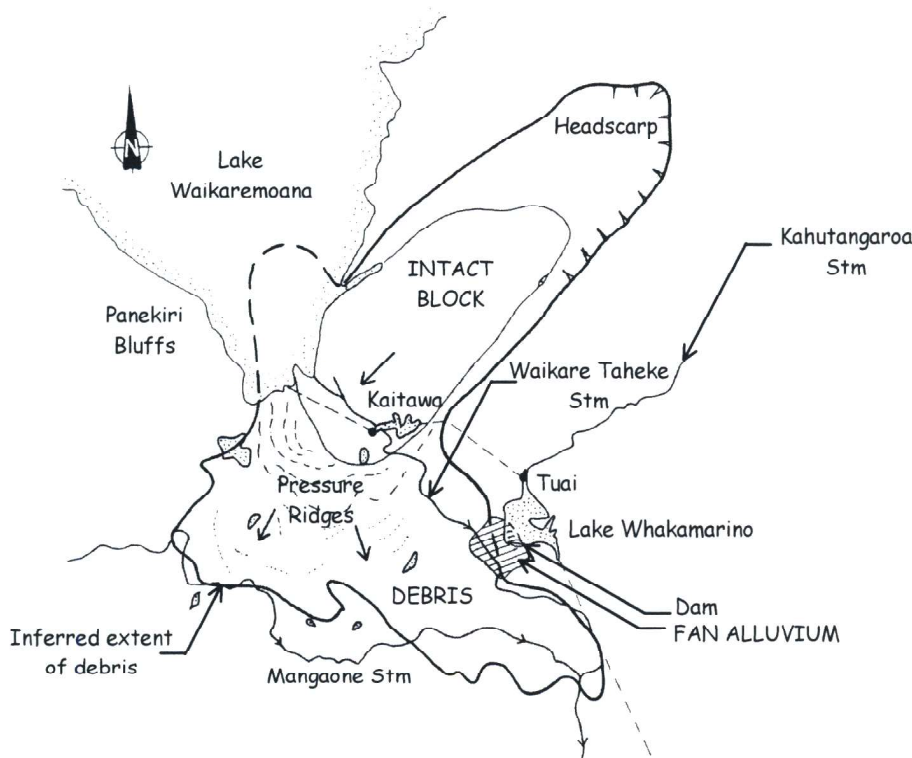 Headscarp
N
Lake
Waikaremoana
Kahutangaroa
Stm
INTACT
BLOCK
Panekiri
Bluffs
Waikare Taheke
Stm
Kaitawa
Tuai
Pressure
Ridges
Lake Whakamarino
DEBRIS
Dam
FAN ALLUVIUM
Inferred extent
of debris
Mangaone Stm